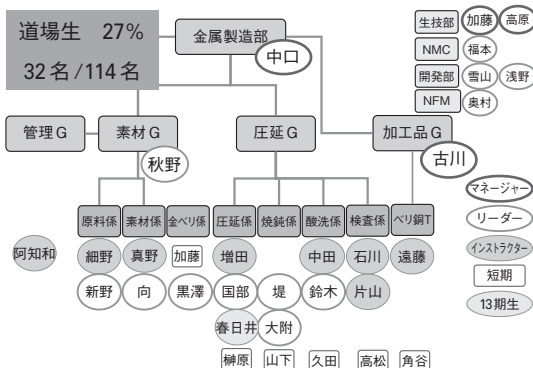 道場生 27%
32名/114名
金属製造部
中口
生技部 加藤 高原
NMC 福本
開発部 雪山 浅野
NFM 奥村
管理G 素材G 圧延G 加工品G
秋野 古川
マネージャー
リーダー
インストラクター
短期
13期生
原料係 素材係 金ベリ係 圧延係 焼鈍係 酸洗係 検査係 ベリ銅T
阿知和 細野 真野 加藤 増田 中田 石川 遠藤
新野 向 黒澤 国部 堤 鈴木 片山
春日井 大附
榊原 山下 久田 高松 角谷